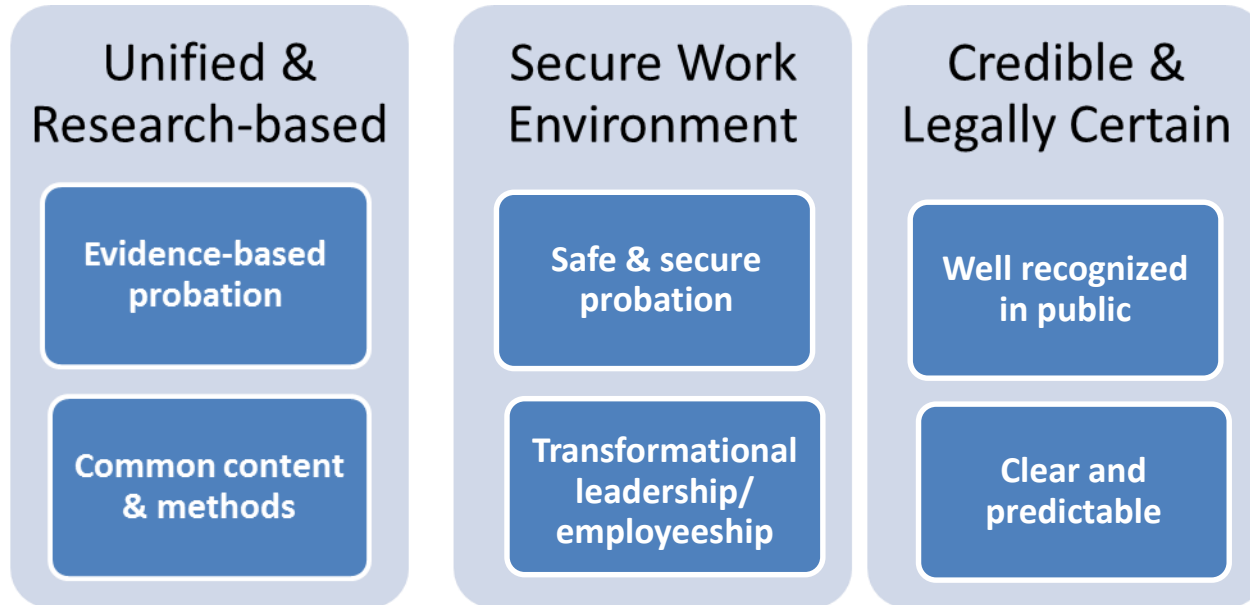 Unified &
Research-based
Evidence-based
probation
Common content
& methods
Secure Work
Environment
Safe & secure
probation
Transformational
leadership/
employeeship
Credible &
Legally Certain
Well recognized
in public
Clear and
predictable